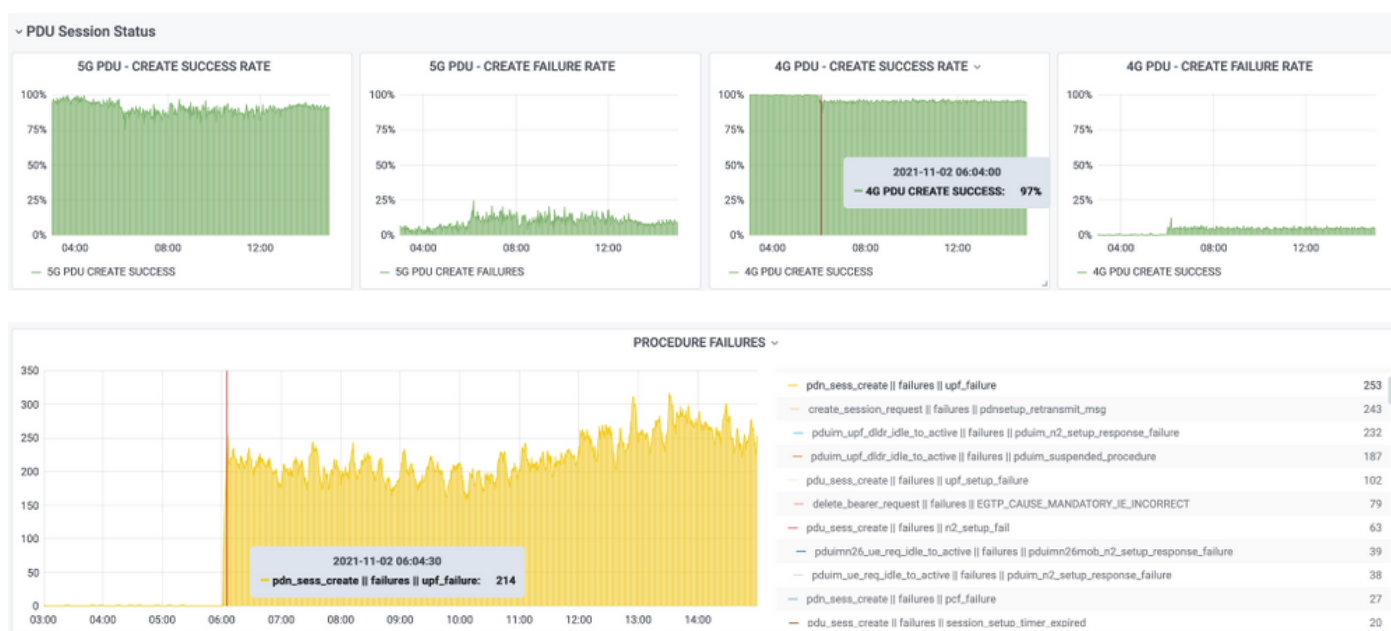 PDU Session Status
5G PDU - CREATE SUCCESS RATE
100%
75%
50%
25%
0%
04:00 08:00 12:00
5G PDU CREATE SUCCESS
5G PDU - CREATE FAILURE RATE
100%
75%
50%
25%
0%
04:00 08:00 12:00
5G PDU CREATE FAILURES
4G PDU - CREATE SUCCESS RATE
100%
75%
50%
25%
0%
2021-11-02 06:04:00
4G PDU CREATE SUCCESS: 97%
04:00 08:00 12:00
4G PDU CREATE SUCCESS
4G PDU - CREATE FAILURE RATE
100%
75%
50%
25%
0%
04:00 08:00 12:00
4G PDU CREATE SUCCESS
PROCEDURE FAILURES
350
300
250
200
150
100
50
0
2021-11-02 06:04:30
pdn_sess_create || failures || upf_failure: 214
03:00 04:00 05:00 06:00 07:00 08:00 09:00 10:00 11:00 12:00 13:00 14:00
pdn_sess_create || failures || upf_failure 253
create_session_request || failures || pdnsetup_retransmit_msg 243
pduim_upf_dldr_idle_to_active || failures || pduim_n2_setup_response_failure 232
pduim_upf_dldr_idle_to_active || failures || pduim_suspended_procedure 187
pdu_sess_create || failures || upf_setup_failure 102
delete_bearer_request || failures || EGTP_CAUSE_MANDATORY_IE_INCORRECT 79
pdu_sess_create || failures || n2_setup_fail 63
pduimn26_ue_req_idle_to_active || failures || pduimn26mob_n2_setup_response_failure 39
pduim_ue_req_idle_to_active || failures || pduim_n2_setup_response_failure 38
pdn_sess_create || failures || pcf_failure 27
pdu_sess_create || failures || session_setup_timer_expired 20